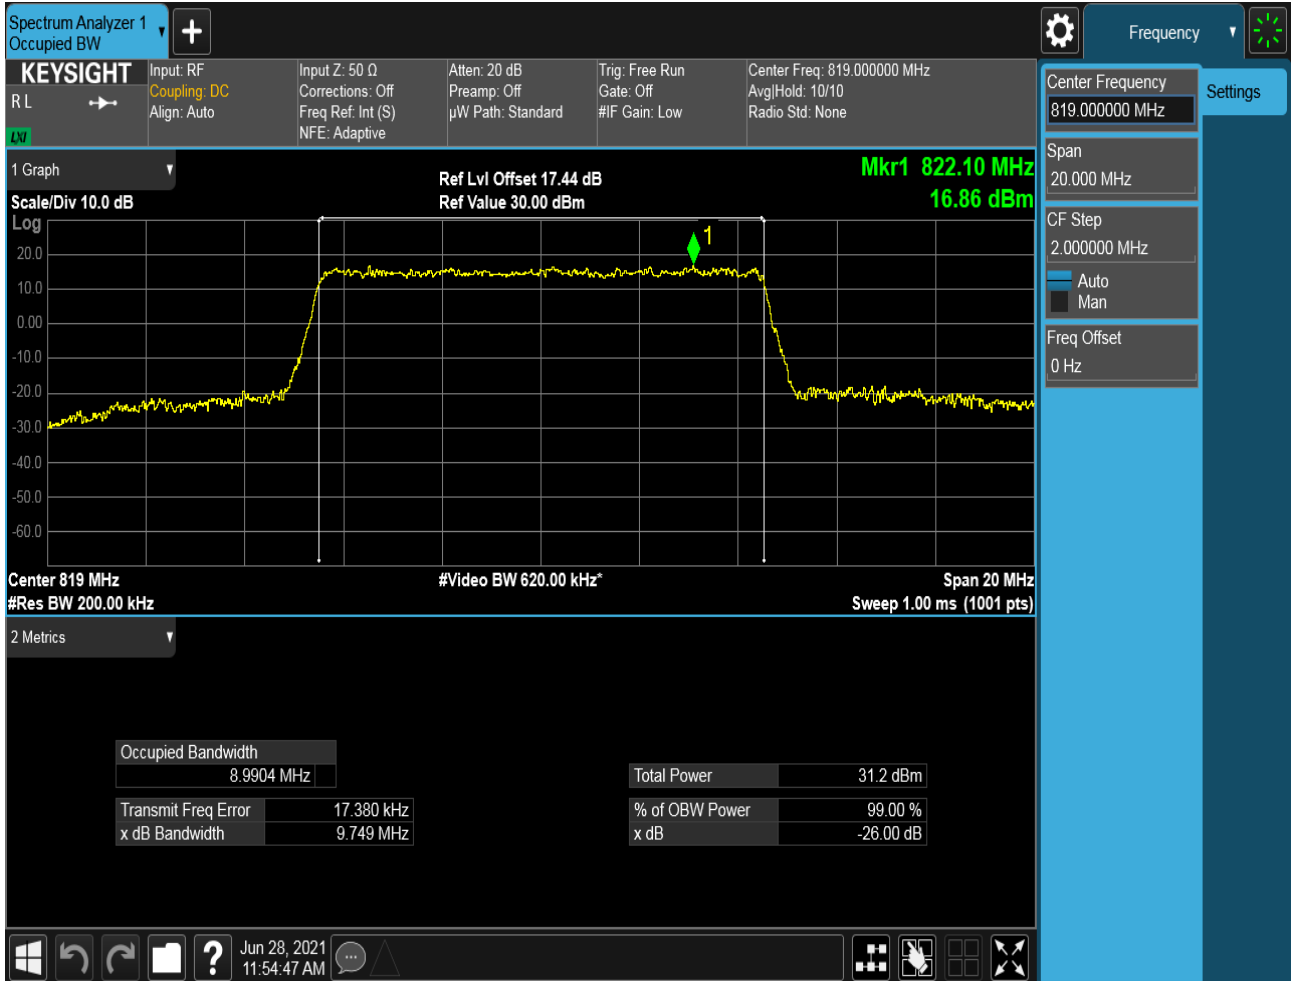 Spectrum Analyzer 1
Occupied BW
Frequency
KEYSIGHT
R L
LXI
Input: RF
Coupling: DC
Align: Auto
Input Z: 50 Ω
Corrections: Off
Freq Ref: Int (S)
NFE: Adaptive
Atten: 20 dB
Preamp: Off
µW Path: Standard
Trig: Free Run
Gate: Off
#IF Gain: Low
Center Freq: 819.000000 MHz
Avg|Hold: 10/10
Radio Std: None
Center Frequency
819.000000 MHz
Settings
Span
20.000 MHz
CF Step
2.000000 MHz
Auto
Man
Freq Offset
0 Hz
1 Graph
Ref Lvl Offset 17.44 dB
Mkr1 822.10 MHz
Scale/Div 10.0 dB
Ref Value 30.00 dBm
16.86 dBm
Log
1
20.0
10.0
0.00
-10.0
-20.0
-30.0
-40.0
-50.0
-60.0
Center 819 MHz
#Video BW 620.00 kHz*
Span 20 MHz
#Res BW 200.00 kHz
Sweep 1.00 ms (1001 pts)
2 Metrics
Occupied Bandwidth
8.9904 MHz
Total Power 31.2 dBm
Transmit Freq Error 17.380 kHz
% of OBW Power 99.00 %
x dB Bandwidth 9.749 MHz
x dB -26.00 dB
?
Jun 28, 2021
11:54:47 AM